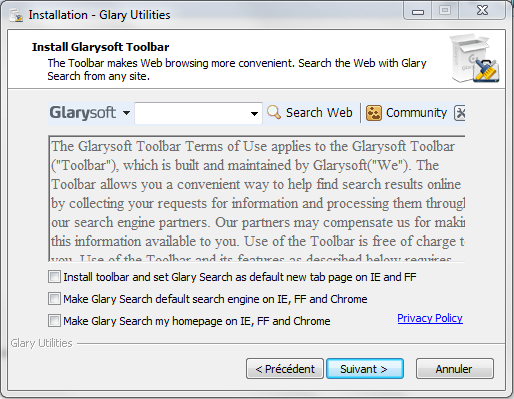 Installation - Glary Utilities
Install Glarysoft Toolbar
The Toolbar makes Web browsing more convenient. Search the Web with Glary
Search from any site.
Glarysoft Search Web Community
The Glarysoft Toolbar Terms of Use applies to the Glarysoft Toolbar
("Toolbar"), which is built and maintained by Glarysoft("We"). The
Toolbar allows you a convenient way to help find search results online
by collecting your requests for information and processing them throug
our search engine partners. Our partners may compensate us for makin
this information available to you. Use of the Toolbar is free of charge t
you. Use of the Toolbar and its features as described below requires
Install toolbar and set Glary Search as default new tab page on IE and FF
Make Glary Search default search engine on IE, FF and Chrome
Make Glary Search my homepage on IE, FF and Chrome
Privacy Policy
Glary Utilities
< Précédent Suivant > Annuler